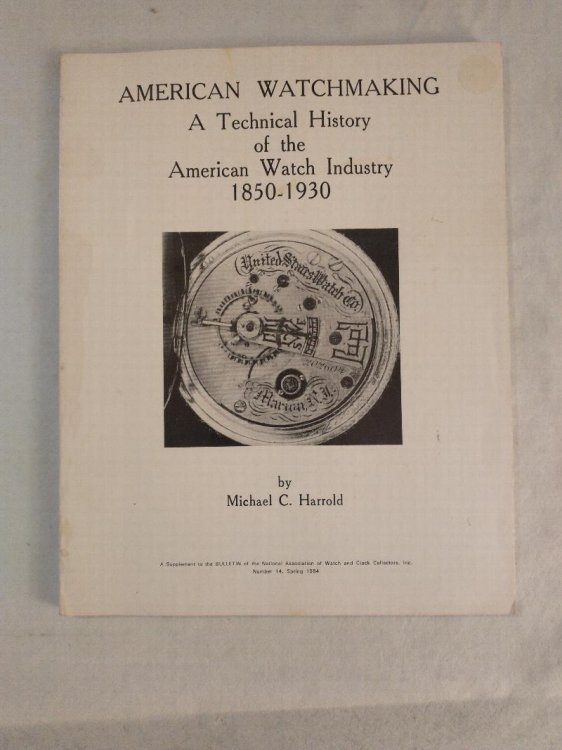 AMERICAN WATCHMAKING
A Technical History
of the
American Watch Industry
1850-1930
United States Watch Co.
Marion, N.J.
by
Michael C. Harrold
A Supplement to the BULLETIN of the National Association of Watch and Clock Collectors, Inc.
Number 14, Spring 1984